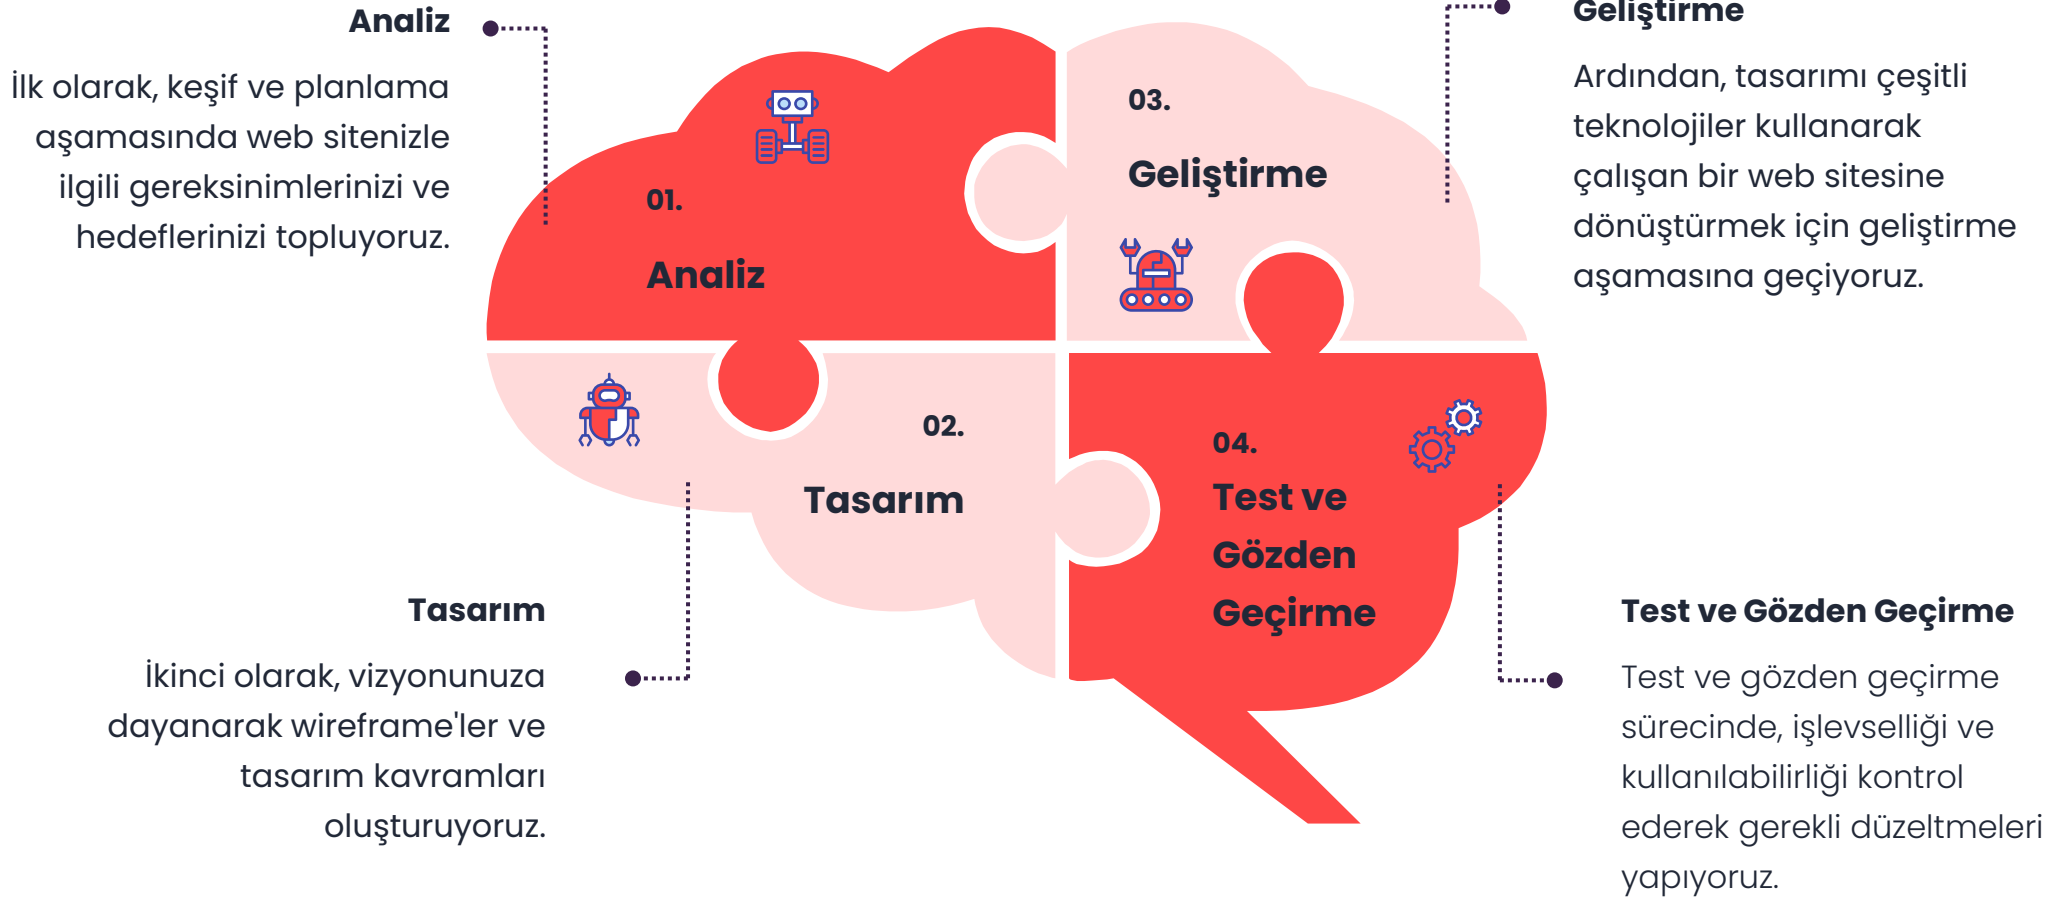 Analiz
İlk olarak, keşif ve planlama
aşamasında web sitenizle
ilgili gereksinimlerinizi ve
hedeflerinizi topluyoruz.
01.
Analiz
02.
Tasarım
Tasarım
İkinci olarak, vizyonunuza
dayanarak wireframe'ler ve
tasarım kavramları
oluşturuyoruz.
03.
Geliştirme
Geliştirme
Ardından, tasarımı çeşitli
teknolojiler kullanarak
çalışan bir web sitesine
dönüştürmek için geliştirme
aşamasına geçiyoruz.
04.
Test ve
Gözden
Geçirme
Test ve Gözden Geçirme
Test ve gözden geçirme
sürecinde, işlevselliği ve
kullanılabilirliği kontrol
ederek gerekli düzeltmeleri
yapıyoruz.